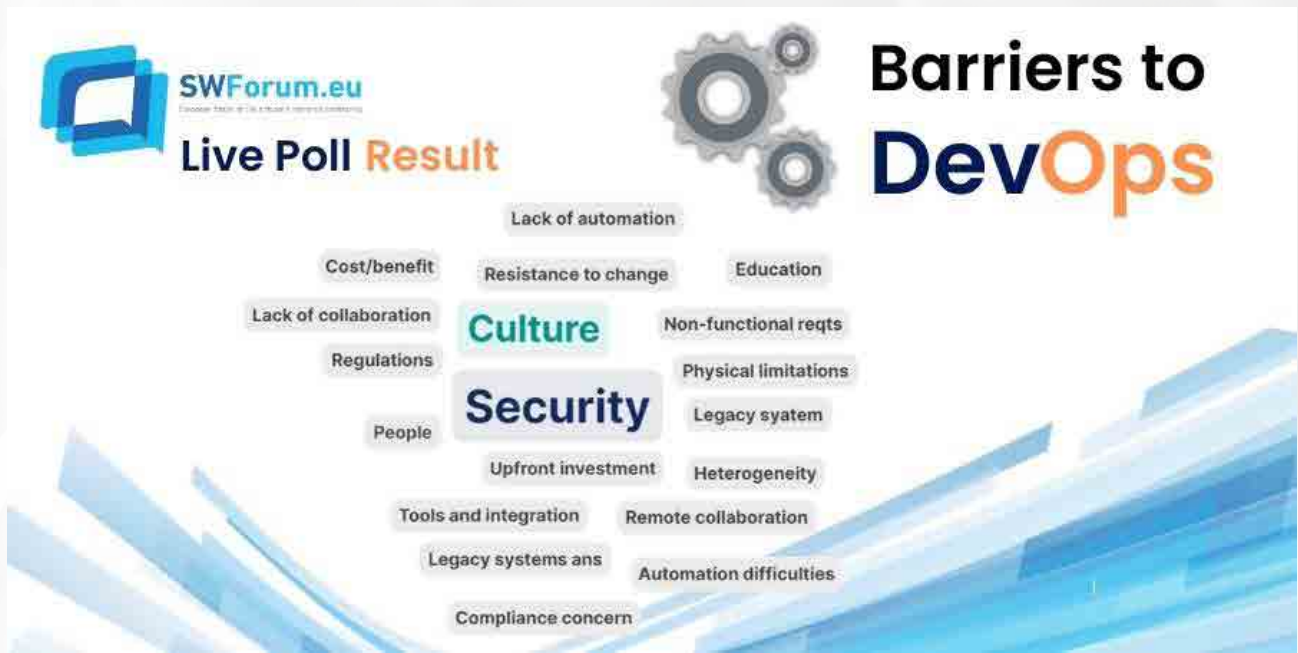 SWForum.eu
Live Poll Result
Barriers to
DevOps
Lack of automation
Cost/benefit
Resistance to change
Education
Lack of collaboration
Culture
Non-functional reqts
Regulations
Physical limitations
Security
Legacy syatem
People
Upfront investment
Heterogeneity
Tools and integration
Remote collaboration
Legacy systems ans
Automation difficulties
Compliance concern